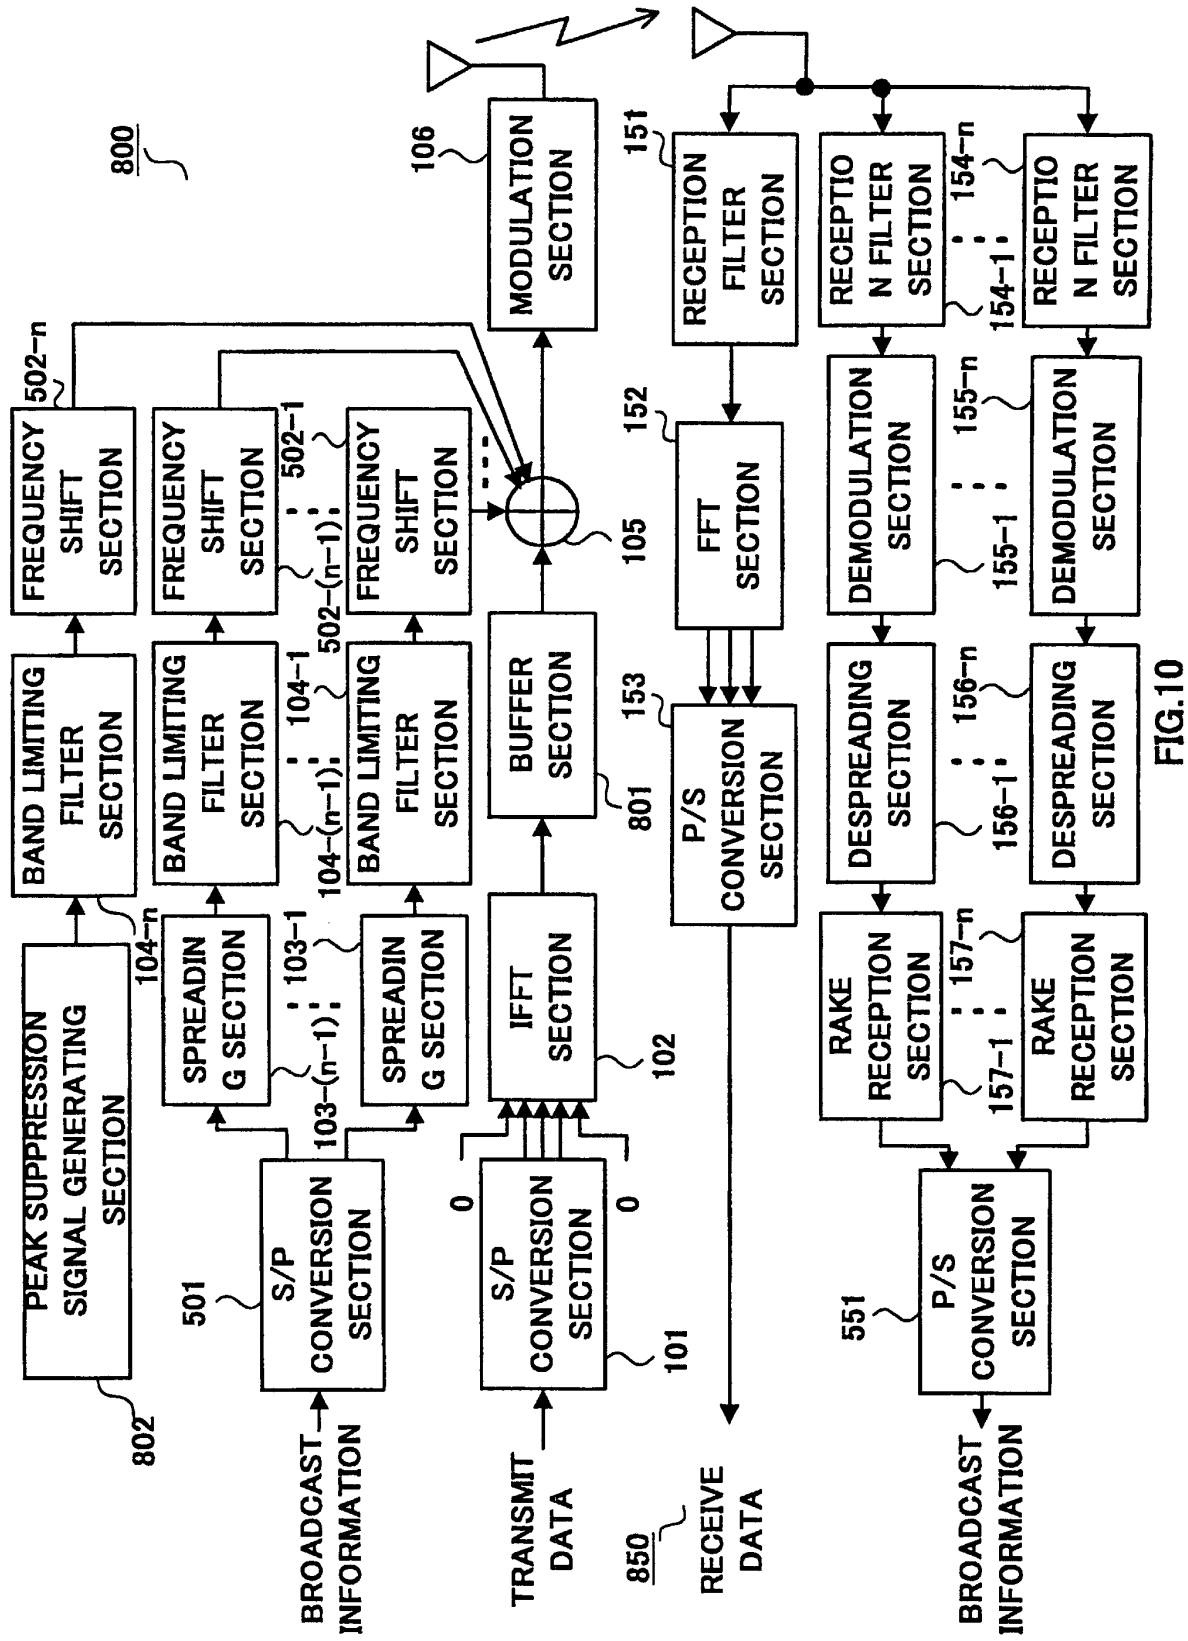 800
802
PEAK SUPPRESSION
SIGNAL GENERATING
SECTION
104-n
BAND LIMITING
FILTER
SECTION
502-n
FREQUENCY
SHIFT
SECTION
BROADCAST
INFORMATION
501
S/P
CONVERSION
SECTION
SPREADIN
G SECTION
103-(n-1)
103-1
SPREADIN
G SECTION
BAND LIMITING
FILTER
SECTION
104-(n-1)
104-1
BAND LIMITING
FILTER
SECTION
FREQUENCY
SHIFT
SECTION
502-(n-1)
502-1
FREQUENCY
SHIFT
SECTION
TRANSMIT
DATA
0
S/P
CONVERSION
SECTION
0
101
IFFT
SECTION
102
BUFFER
SECTION
801
105
106
MODULATION
SECTION
850
RECEIVE
DATA
153
P/S
CONVERSION
SECTION
152
FFT
SECTION
151
RECEPTION
FILTER
SECTION
BROADCAST
INFORMATION
551
P/S
CONVERSION
SECTION
RAKE
RECEPTION
SECTION
157-1
157-n
RAKE
RECEPTION
SECTION
DESPREADING
SECTION
156-1
156-n
DESPREADING
SECTION
DEMODULATION
SECTION
155-1
155-n
DEMODULATION
SECTION
RECEPTIO
N FILTER
SECTION
154-1
154-n
RECEPTIO
N FILTER
SECTION
FIG.10